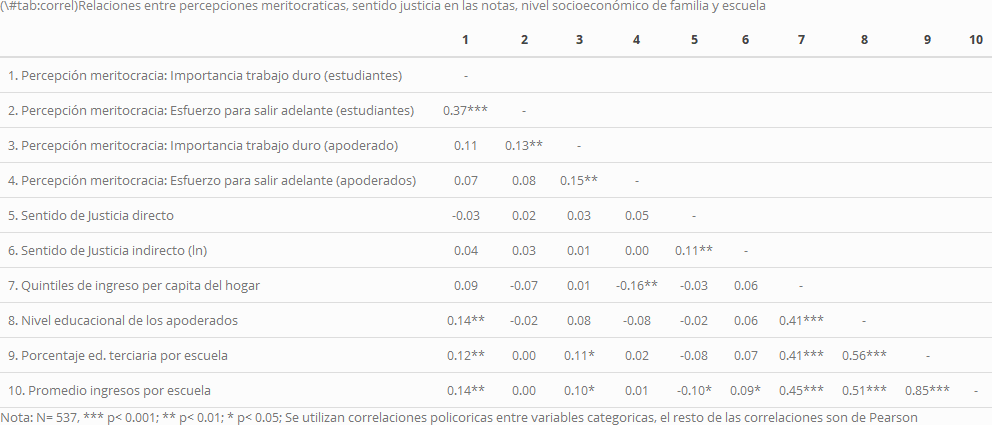 (\#tab:correl)Relaciones entre percepciones meritocraticas, sentido justicia en las notas, nivel socioeconómico de familia y escuela
1 2 3 4 5 6 7 8 9 10
1. Percepción meritocracia: Importancia trabajo duro (estudiantes) -
2. Percepción meritocracia: Esfuerzo para salir adelante (estudiantes) 0.37*** -
3. Percepción meritocracia: Importancia trabajo duro (apoderado) 0.11 0.13** -
4. Percepción meritocracia: Esfuerzo para salir adelante (apoderados) 0.07 0.08 0.15** -
5. Sentido de Justicia directo -0.03 0.02 0.03 0.05 -
6. Sentido de Justicia indirecto (ln) 0.04 0.03 0.01 0.00 0.11** -
7. Quintiles de ingreso per capita del hogar 0.09 -0.07 0.01 -0.16** -0.03 0.06 -
8. Nivel educacional de los apoderados 0.14** -0.02 0.08 -0.08 -0.02 0.06 0.41*** -
9. Porcentaje ed. terciaria por escuela 0.12** 0.00 0.11* 0.02 -0.08 0.07 0.41*** 0.56*** -
10. Promedio ingresos por escuela 0.14** 0.00 0.10* 0.01 -0.10* 0.09* 0.45*** 0.51*** 0.85*** -
Nota: N= 537, *** p< 0.001; ** p< 0.01; * p< 0.05; Se utilizan correlaciones policoricas entre variables categoricas, el resto de las correlaciones son de Pearson